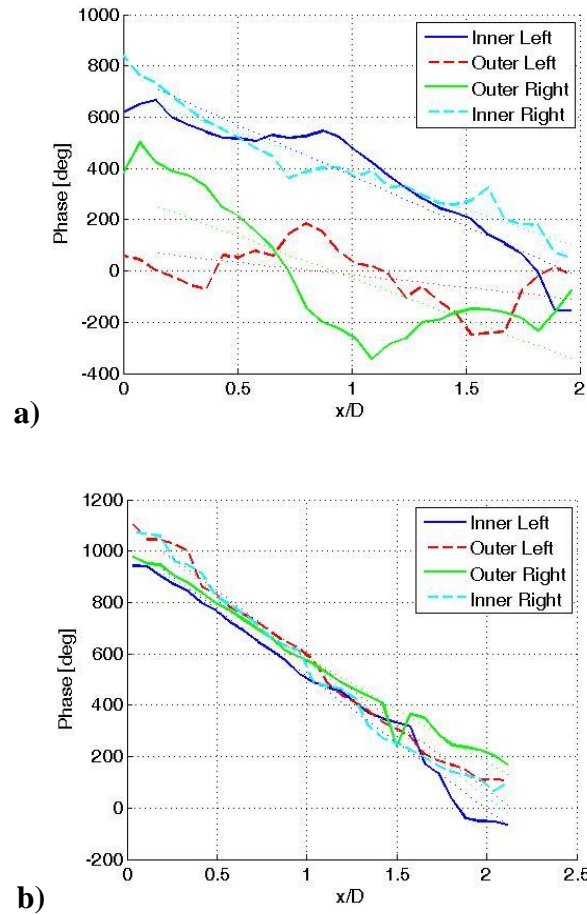 1000
800
600
400
200
0
-200
-400
0
0.5
1
1.5
2
Phase [deg]
x/D
Inner Left
Outer Left
Outer Right
Inner Right
a)
1200
1000
800
600
400
200
0
-200
0
0.5
1
1.5
2
2.5
Phase [deg]
x/D
Inner Left
Outer Left
Outer Right
Inner Right
b)